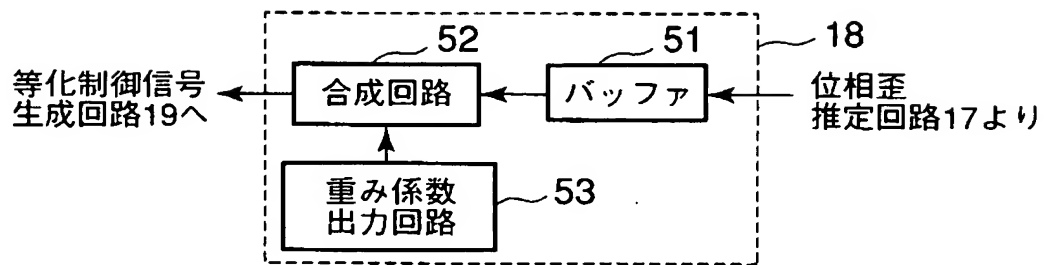 52
51
18
等化制御信号
生成回路19へ
合成回路
バッファ
位相歪
推定回路17より
重み係数
出力回路
53